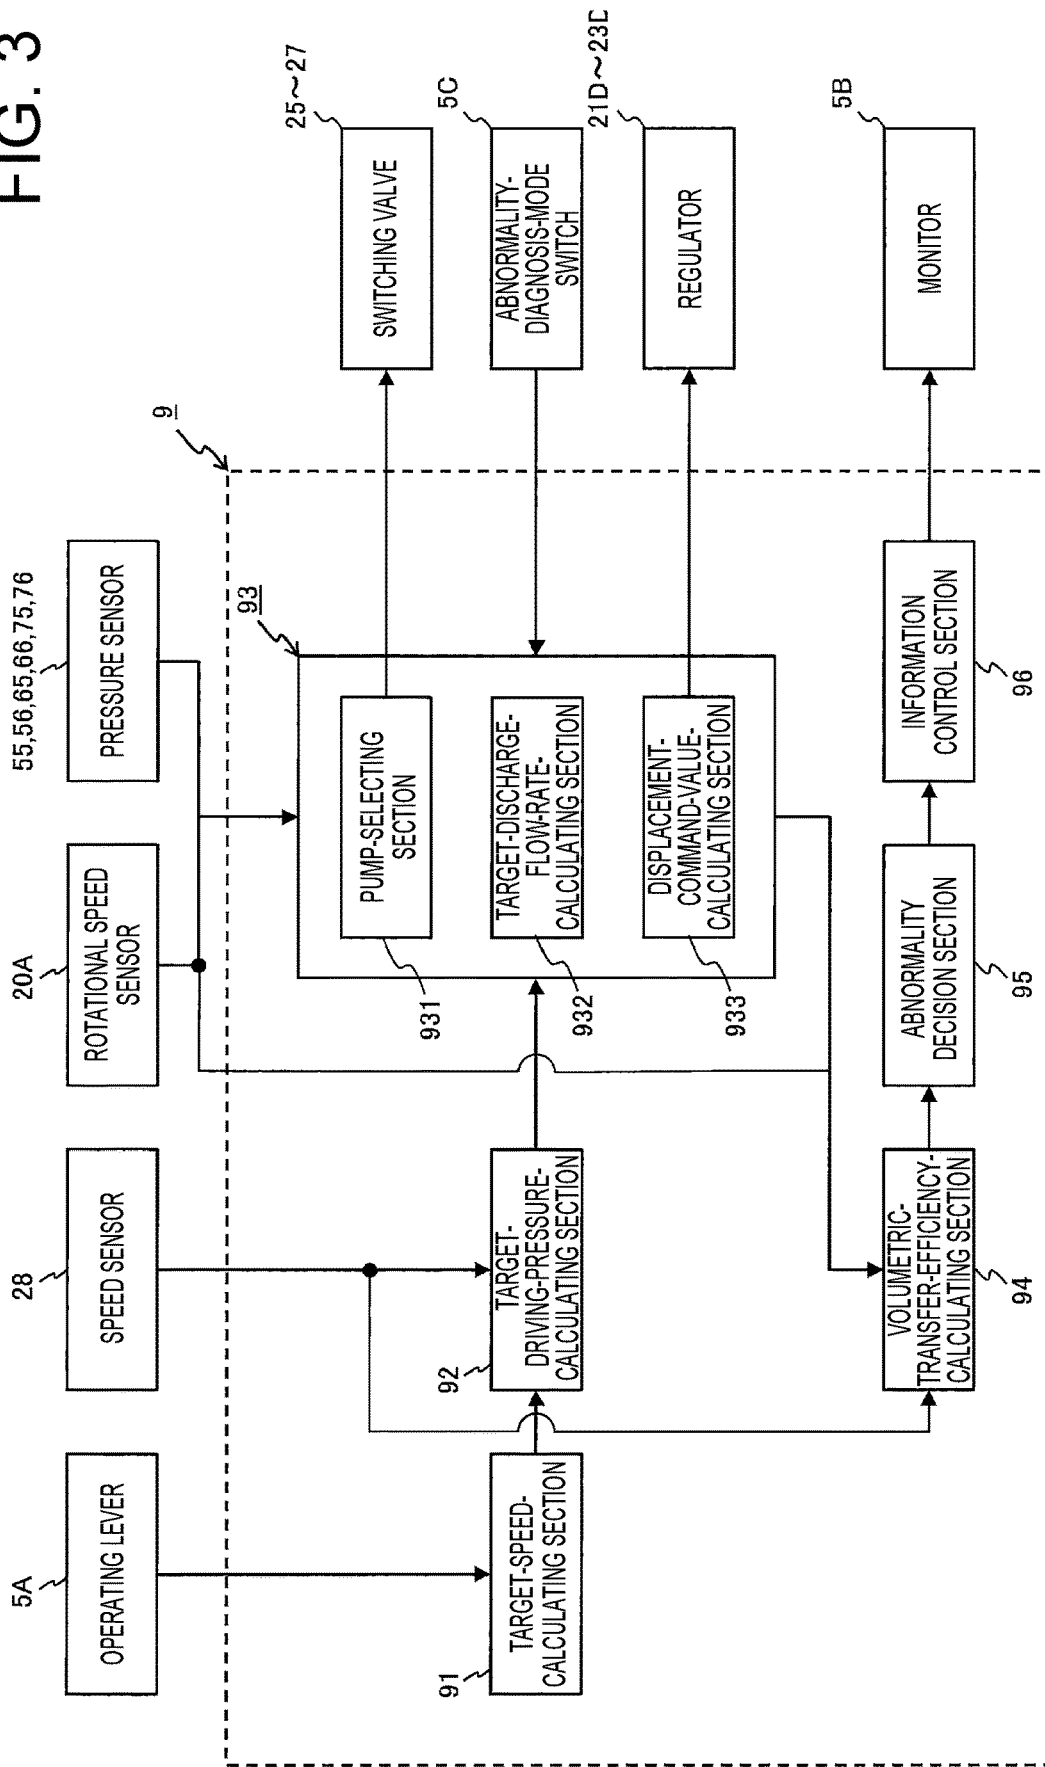 FIG. 3
5A
OPERATING LEVER
28
SPEED SENSOR
20A
ROTATIONAL SPEED
SENSOR
55,56,65,66,75,76
PRESSURE SENSOR
9
93
91
TARGET-SPEED-
CALCULATING SECTION
92
TARGET-
DRIVING-PRESSURE-
CALCULATING SECTION
931
PUMP-SELECTING
SECTION
932
TARGET-DISCHARGE-
FLOW-RATE-
CALCULATING SECTION
933
DISPLACEMENT-
COMMAND-VALUE-
CALCULATING SECTION
25～27
SWITCHING VALVE
5C
ABNORMALITY-
DIAGNOSIS-MODE
SWITCH
21D～23D
REGULATOR
5B
MONITOR
VOLUMETRIC-
TRANSFER-EFFICIENCY-
CALCULATING SECTION
94
ABNORMALITY
DECISION SECTION
95
INFORMATION
CONTROL SECTION
96